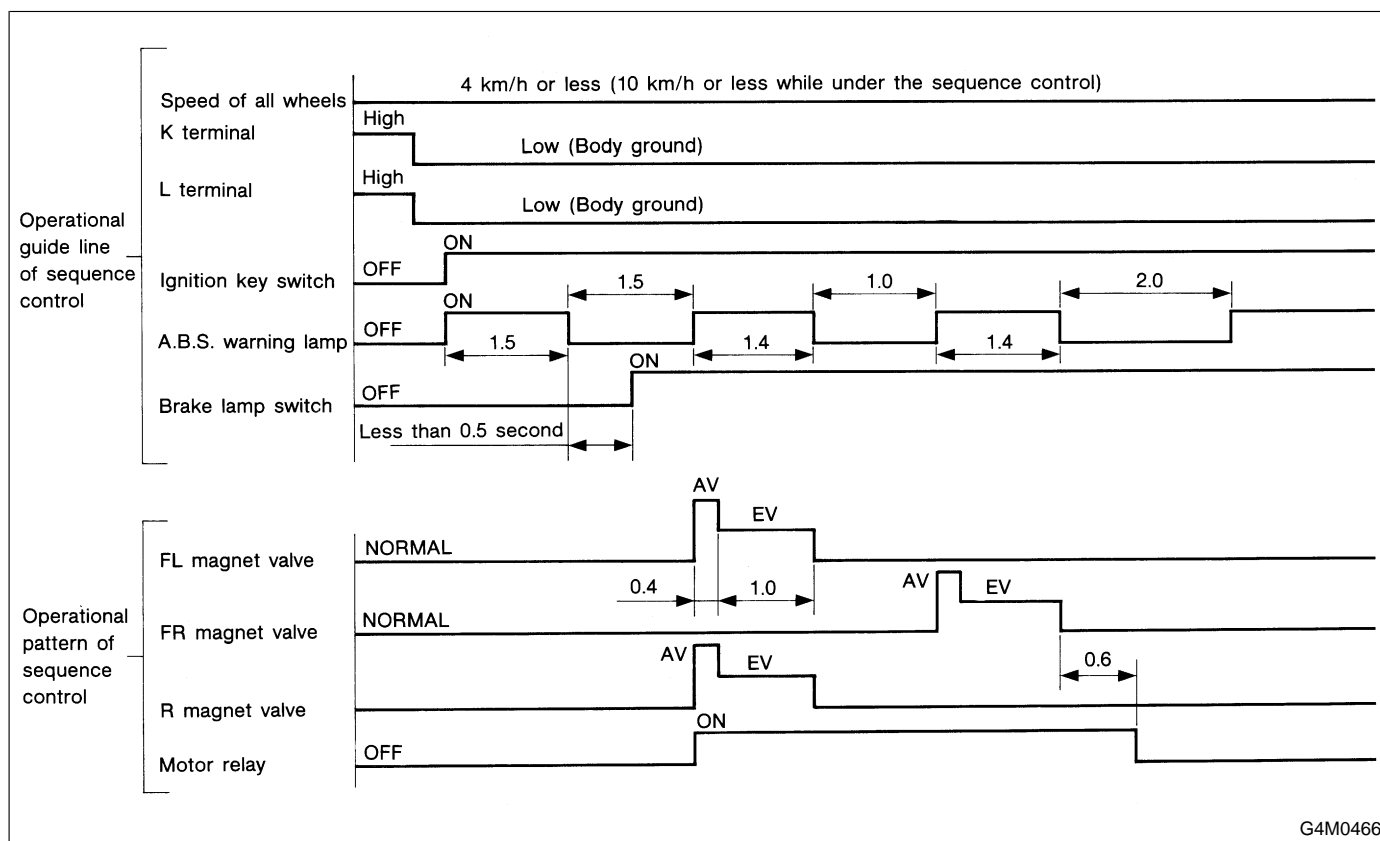 4 km/h or less (10 km/h or less while under the sequence control)
Speed of all wheels
High
K terminal
Low (Body ground)
High
L terminal
Low (Body ground)
Operational
guide line
of sequence
control
ON
OFF
Ignition key switch
1.5
1.0
2.0
ON
OFF
A.B.S. warning lamp
1.5
1.4
1.4
ON
OFF
Brake lamp switch
Less than 0.5 second
AV
EV
NORMAL
FL magnet valve
0.4
1.0
AV
EV
Operational
pattern of
sequence
control
NORMAL
FR magnet valve
AV
EV
0.6
R magnet valve
ON
OFF
Motor relay
G4M0466